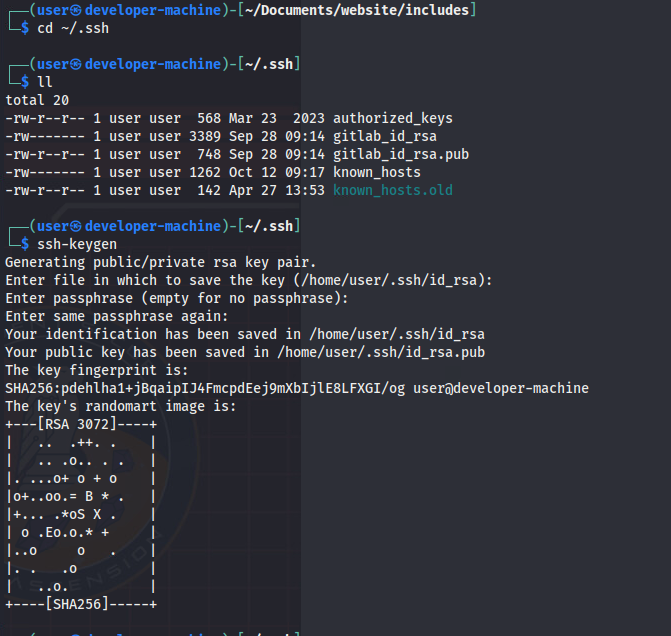 ┌──(user㉿developer-machine)-[~/Documents/website/includes]
└─$ cd ~/.ssh
┌──(user㉿developer-machine)-[~/.ssh]
└─$ ll
total 20
-rw-r--r-- 1 user user  568 Mar 23  2023 authorized_keys
-rw------- 1 user user 3389 Sep 28 09:14 gitlab_id_rsa
-rw-r--r-- 1 user user  748 Sep 28 09:14 gitlab_id_rsa.pub
-rw------- 1 user user 1262 Oct 12 09:17 known_hosts
-rw-r--r-- 1 user user  142 Apr 27 13:53 known_hosts.old
┌──(user㉿developer-machine)-[~/.ssh]
└─$ ssh-keygen
Generating public/private rsa key pair.
Enter file in which to save the key (/home/user/.ssh/id_rsa):
Enter passphrase (empty for no passphrase):
Enter same passphrase again:
Your identification has been saved in /home/user/.ssh/id_rsa
Your public key has been saved in /home/user/.ssh/id_rsa.pub
The key fingerprint is:
SHA256:pdehlha1+jBqaipIJ4FmcpdEej9mXbIjlE8LFXGI/og user@developer-machine
The key's randomart image is:
+---[RSA 3072]----+
|   ..  .++. .    |
|   .. .o.. . .   |
|. ...o+ o + o    |
|o+..oo.= B * .   |
|+... .*oS X .    |
| o .Eo.o.* +     |
|..o     o   .    |
|. .   .o         |
|   ..o.          |
+----[SHA256]-----+